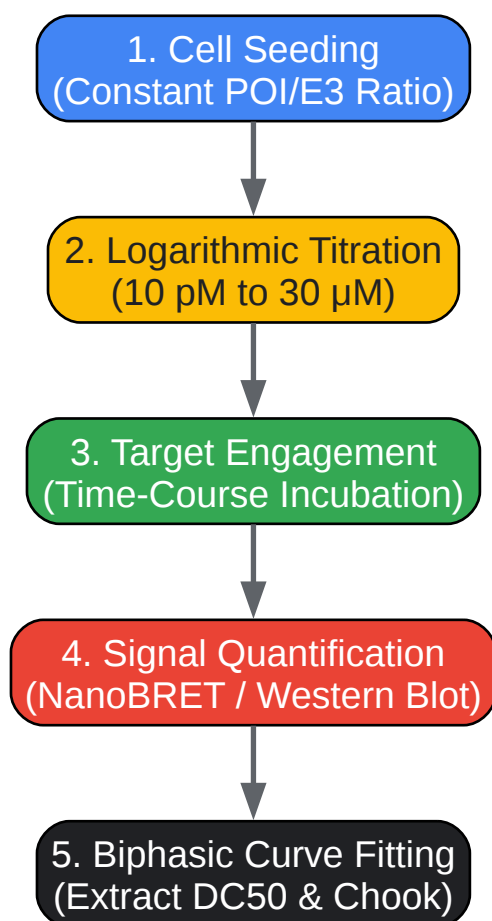 1. Cell Seeding
(Constant POI/E3 Ratio)
2. Logarithmic Titration
(10 pM to 30 μM)
3. Target Engagement
(Time-Course Incubation)
4. Signal Quantification
(NanoBRET / Western Blot)
5. Biphasic Curve Fitting
(Extract DC50 & Chook)